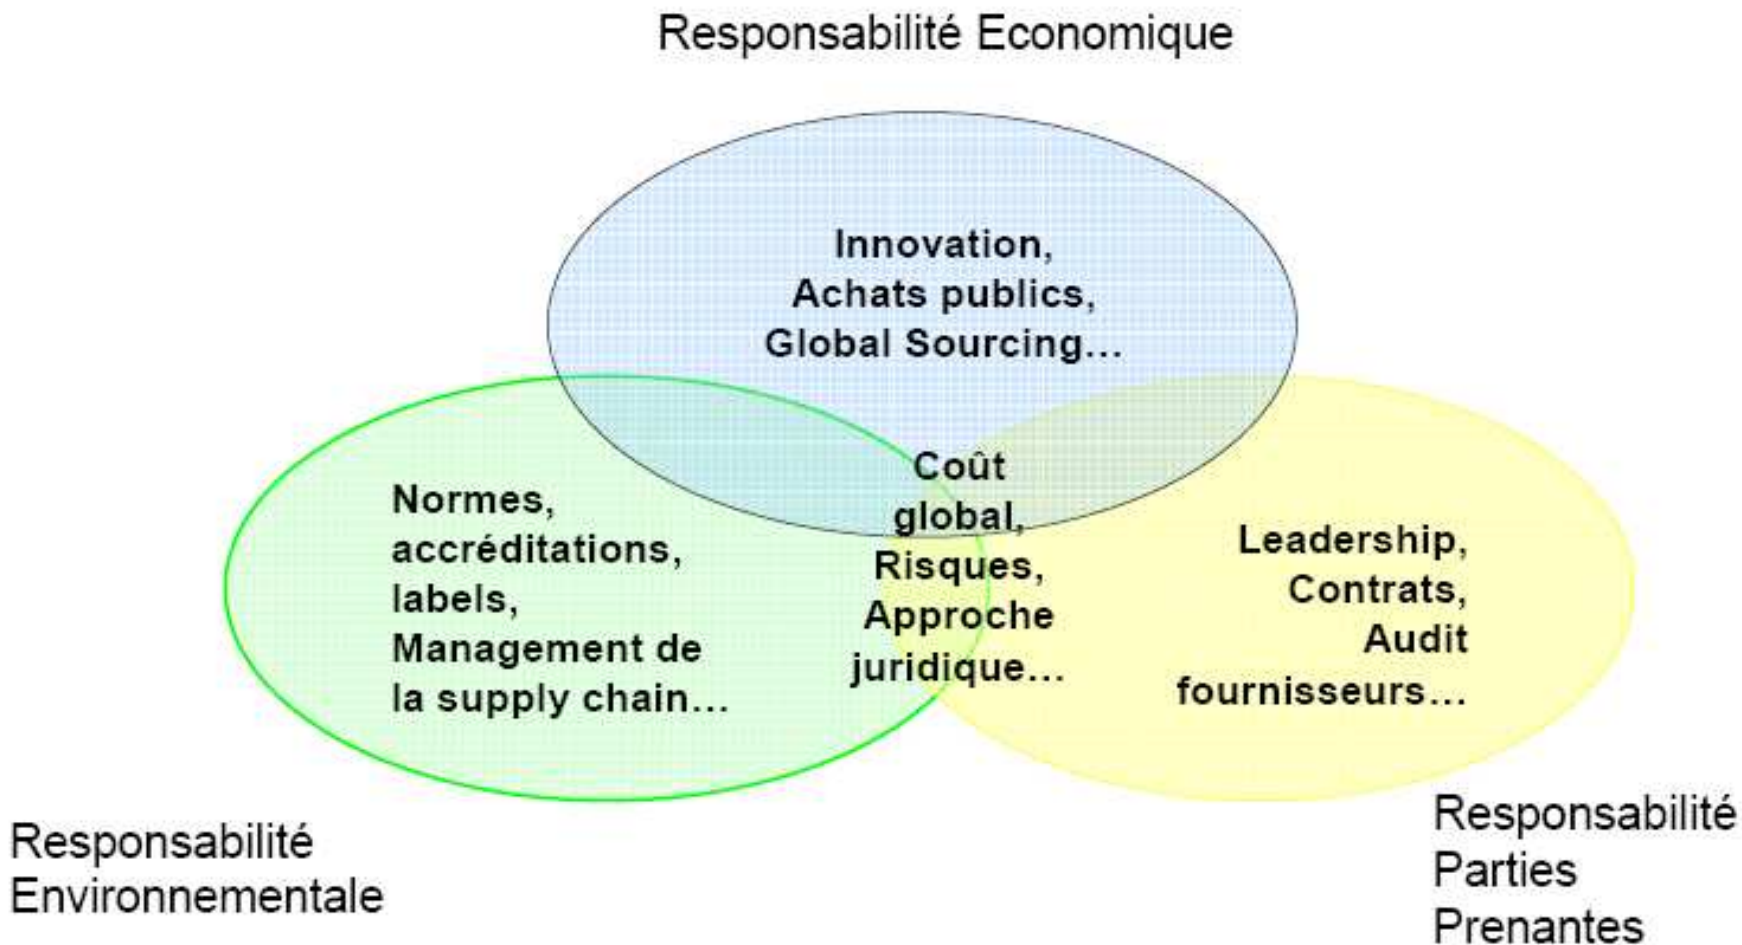 Responsabilité Economique
Innovation,
Achats publics,
Global Sourcing...
Normes,
accréditations,
labels,
Management de
la supply chain...
Coût
global,
Risques,
Approche
juridique...
Leadership,
Contrats,
Audit
fournisseurs...
Responsabilité
Environnementale
Responsabilité
Parties
Prenantes